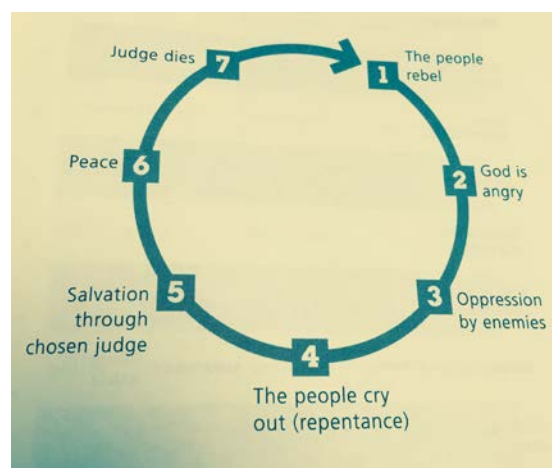 1
The people
rebel
2
God is
angry
3
Oppression
by enemies
4
The people cry
out (repentance)
5
Salvation
through
chosen judge
6
Peace
7
Judge dies